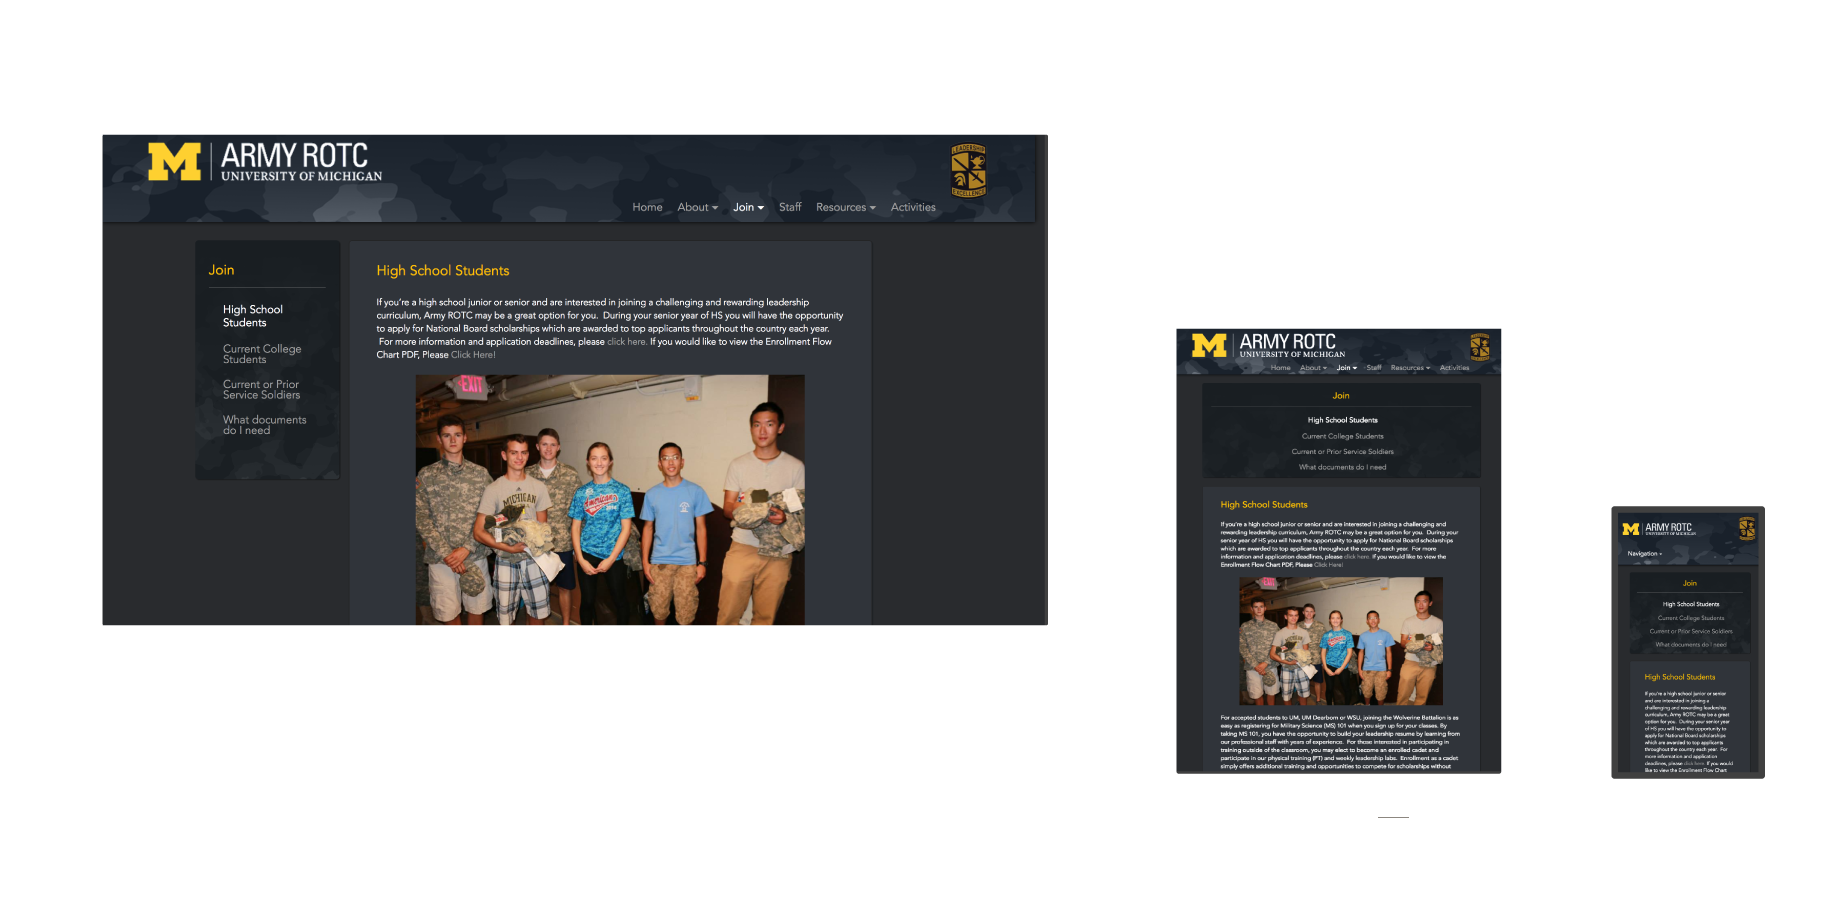 M | ARMY ROTC
UNIVERSITY OF MICHIGAN
LEADERSHIP
EXCELLENCE
Home About Join Staff Resources Activities
Join
High School
Students
Current College
Students
Current or Prior
Service Soldiers
What documents
do I need
High School Students
If you're a high school junior or senior and are interested in joining a challenging and rewarding leadership
curriculum, Army ROTC may be a great option for you. During your senior year of HS you will have the opportunity
to apply for National Board scholarships which are awarded to top applicants throughout the country each year.
For more information and application deadlines, please click here. If you would like to view the Enrollment Flow
Chart PDF, Please Click Here!
EXIT
MICHIGAN
American
M | ARMY ROTC
UNIVERSITY OF MICHIGAN
Home About Join Staff Resources Activities
Join
High School Students
Current College Students
Current or Prior Service Soldiers
What documents do I need
High School Students
If you're a high school junior or senior and are interested in joining a challenging and
rewarding leadership curriculum, Army ROTC may be a great option for you. During your
senior year of HS you will have the opportunity to apply for National Board scholarships
which are awarded to top applicants throughout the country each year. For more
information and application deadlines, please click here. If you would like to view the
Enrollment Flow Chart PDF, Please Click Here!
For accepted students to UM, UM Dearborn or WSU, joining the Wolverine Battalion is as
easy as registering for Military Science (MS) 101 when you sign up for your classes. By
taking MS 101, you have the opportunity to build your leadership resume by learning from
our professional staff with years of experience. For those interested in participating in
training outside of the classroom, you may elect to become an enrolled cadet and
participate in our physical training (PT) and weekly leadership labs. Enrollment as a cadet
simply offers additional training and opportunities to compete for scholarships without
M | ARMY ROTC
UNIVERSITY OF MICHIGAN
Navigation
Join
High School Students
Current College Students
Current or Prior Service Soldiers
What documents do I need
High School Students
If you're a high school junior or senior
and are interested in joining a
challenging and rewarding leadership
curriculum, Army ROTC may be a great
option for you. During your senior year
of HS you will have the opportunity to
apply for National Board scholarships
which are awarded to top applicants
throughout the country each year. For
more information and application
deadlines, please click here. If you would
like to view the Enrollment Flow Chart